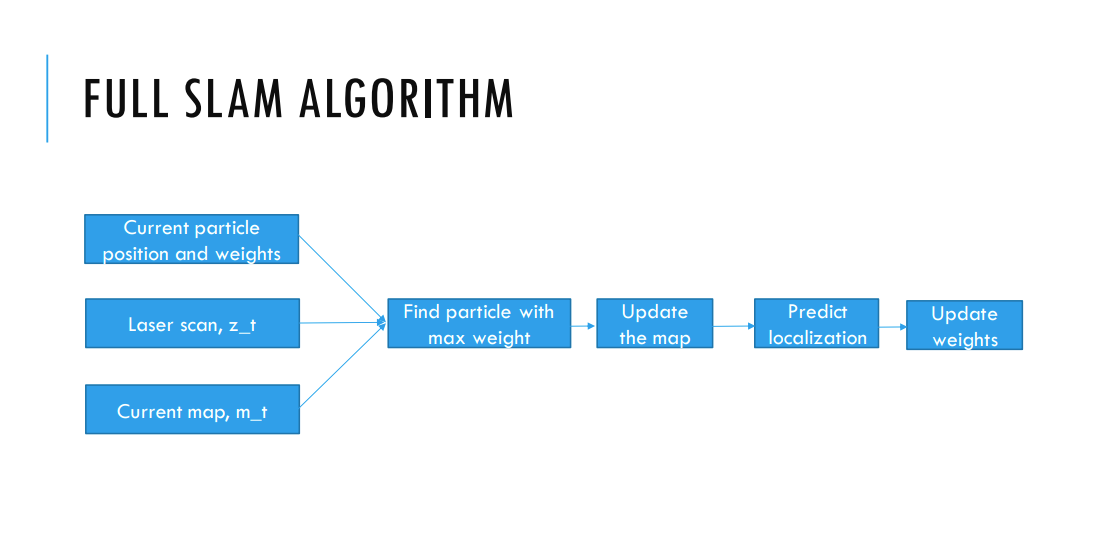 FULL SLAM ALGORITHM
Current particle
position and weights
Laser scan, z_t
Current map, m_t
Find particle with
max weight
Update
the map
Predict
localization
Update
weights